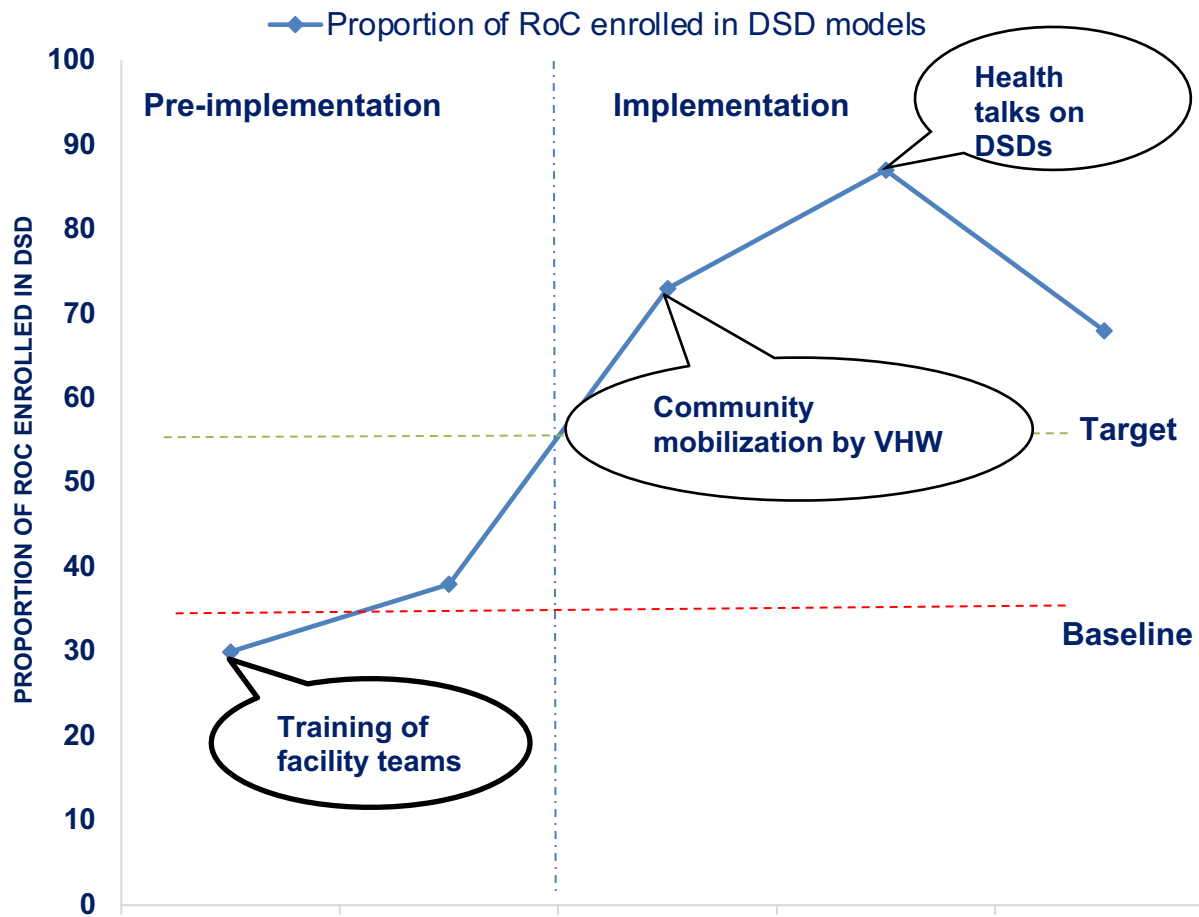 Proportion of RoC enrolled in DSD models
100
90
80
70
60
50
40
30
20
10
0
PROPORTION OF ROC ENROLLED IN DSD
Pre-implementation
Implementation
Health
talks on
DSDs
Community
mobilization by VHW
Target
Baseline
Training of
facility teams